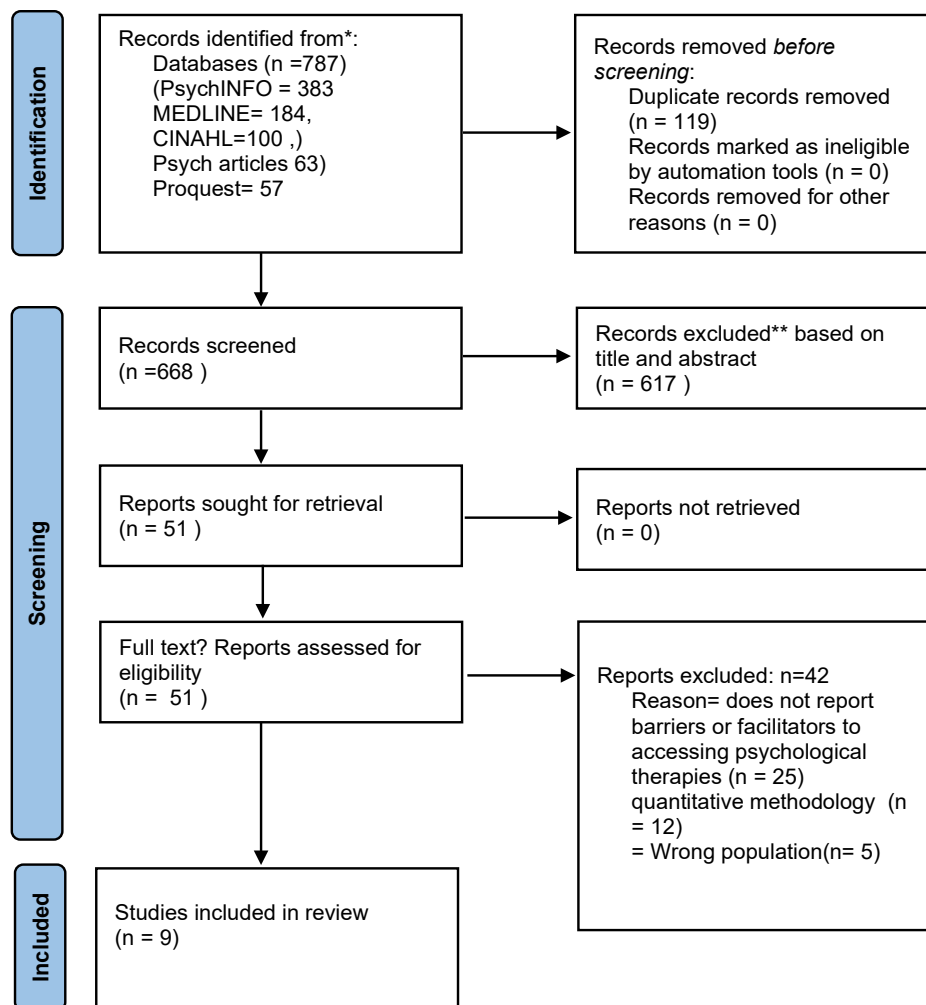 Identification
Records identified from*:
Databases (n =787)
(PsychINFO = 383
MEDLINE= 184,
CINAHL=100 ,)
Psych articles 63)
Proquest= 57
Records removed before
screening:
Duplicate records removed
(n = 119)
Records marked as ineligible
by automation tools (n = 0)
Records removed for other
reasons (n = 0)
Screening
Records screened
(n =668 )
Records excluded** based on
title and abstract
(n = 617 )
Reports sought for retrieval
(n = 51 )
Reports not retrieved
(n = 0)
Full text? Reports assessed for
eligibility
(n =  51 )
Reports excluded: n=42
Reason= does not report
barriers or facilitators to
accessing psychological
therapies (n = 25)
quantitative methodology  (n
= 12)
= Wrong population(n= 5)
Included
Studies included in review
(n = 9)